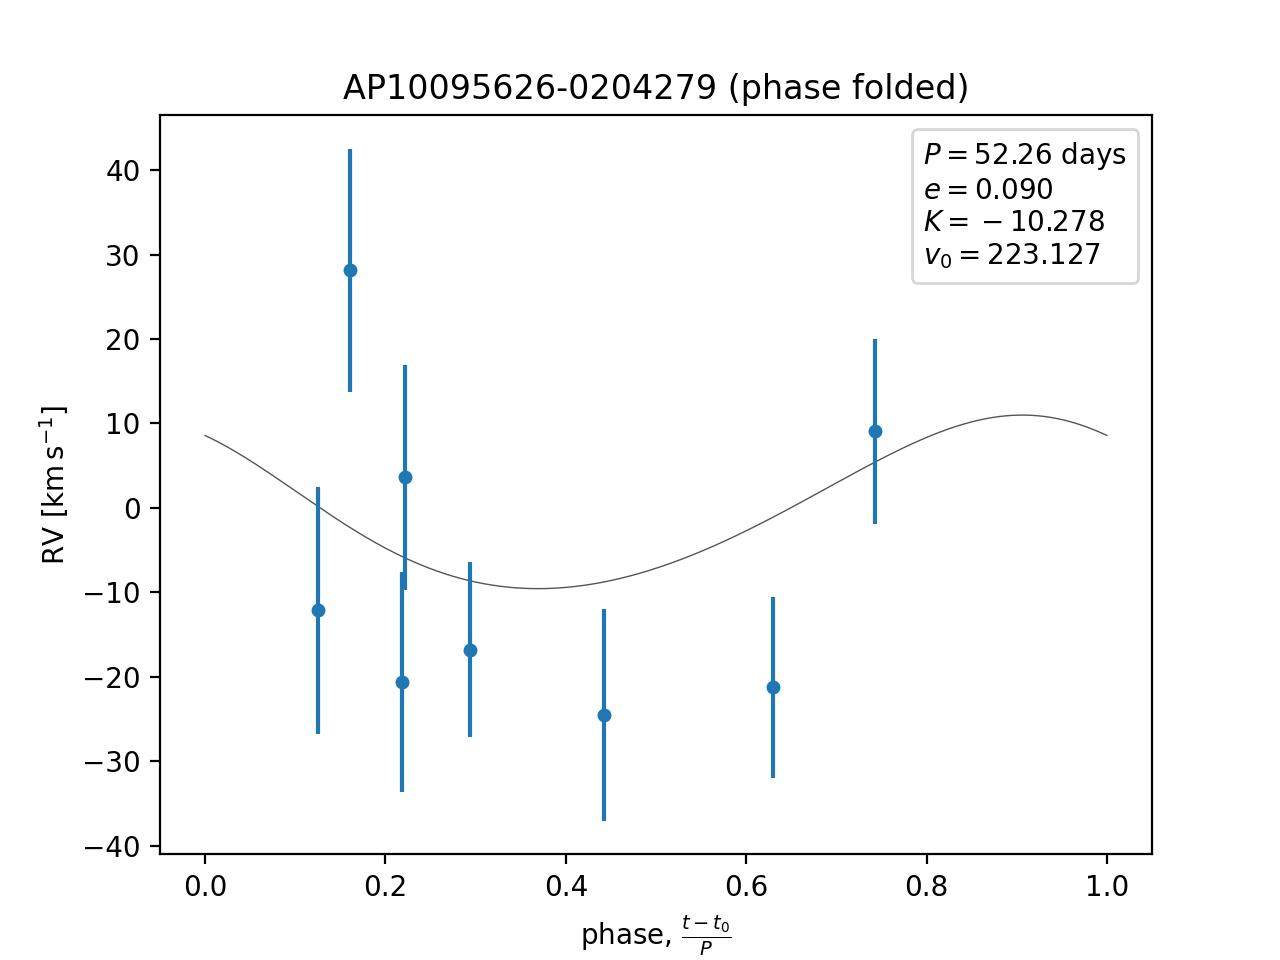 AP10095626-0204279 (phase folded)
P = 52.26 days
e = 0.090
K = −10.278
v₀ = 223.127
40
30
20
10
0
−10
−20
−30
−40
RV [km s⁻¹]
0.0 0.2 0.4 0.6 0.8 1.0
phase, (t − t₀)/P